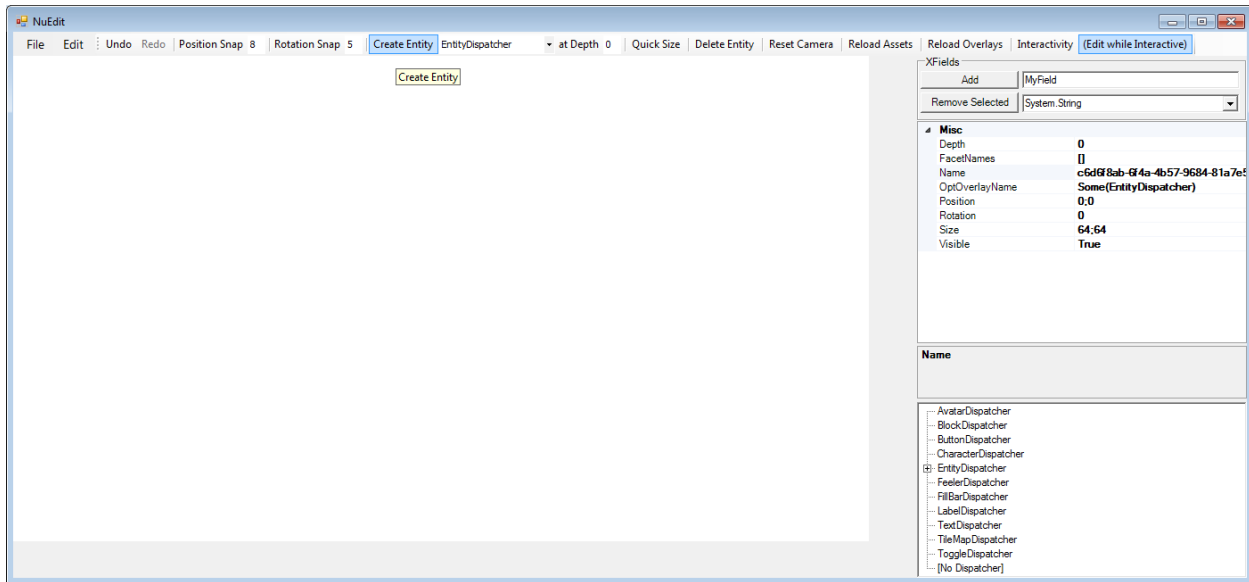 NuEdit
File Edit Undo Redo Position Snap 8 Rotation Snap 5 Create Entity EntityDispatcher at Depth 0 Quick Size Delete Entity Reset Camera Reload Assets Reload Overlays Interactivity (Edit while Interactive)
Create Entity
XFields
Add MyField
Remove Selected System.String
Misc
Depth 0
FacetNames []
Name c6d6f8ab-6f4a-4b57-9684-81a7e5
OptOverlayName Some(EntityDispatcher)
Position 0;0
Rotation 0
Size 64;64
Visible True
Name
AvatarDispatcher
BlockDispatcher
ButtonDispatcher
CharacterDispatcher
EntityDispatcher
FeelerDispatcher
FillBarDispatcher
LabelDispatcher
TextDispatcher
TileMapDispatcher
ToggleDispatcher
[No Dispatcher]